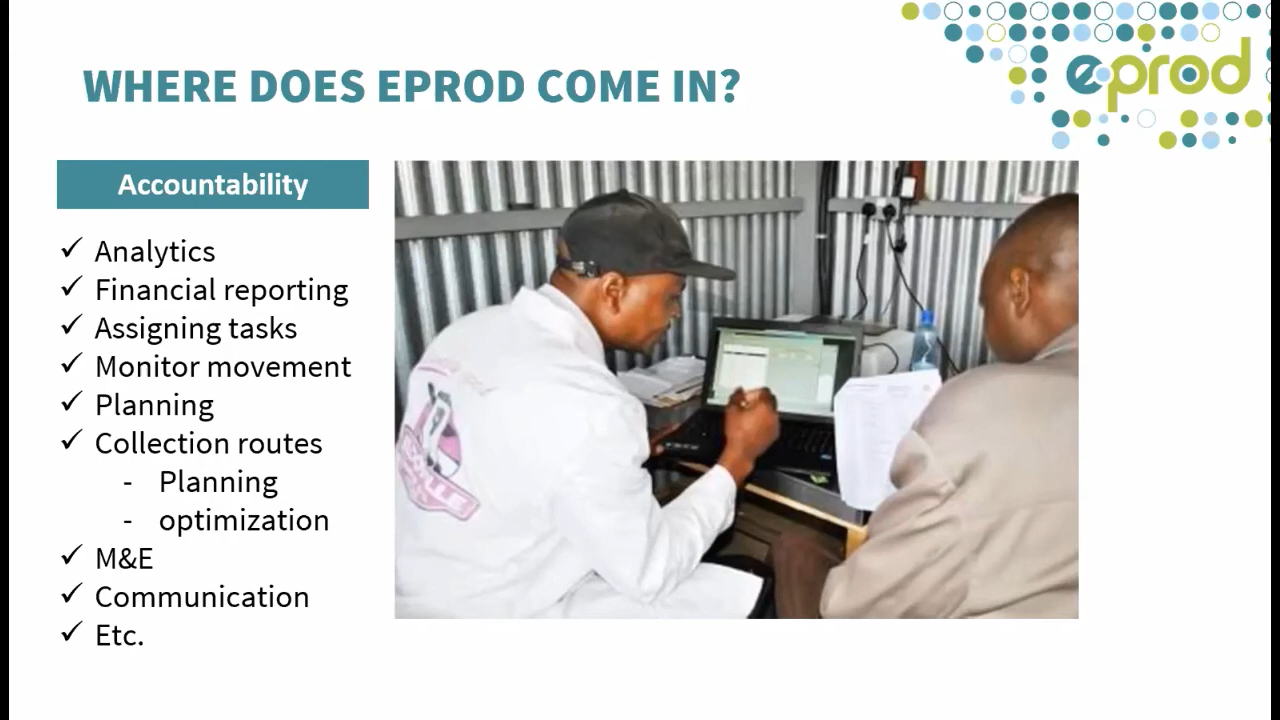 WHERE DOES EPROD COME IN?
eprod
Accountability
✓ Analytics
✓ Financial reporting
✓ Assigning tasks
✓ Monitor movement
✓ Planning
✓ Collection routes
- Planning
- optimization
✓ M&E
✓ Communication
✓ Etc.